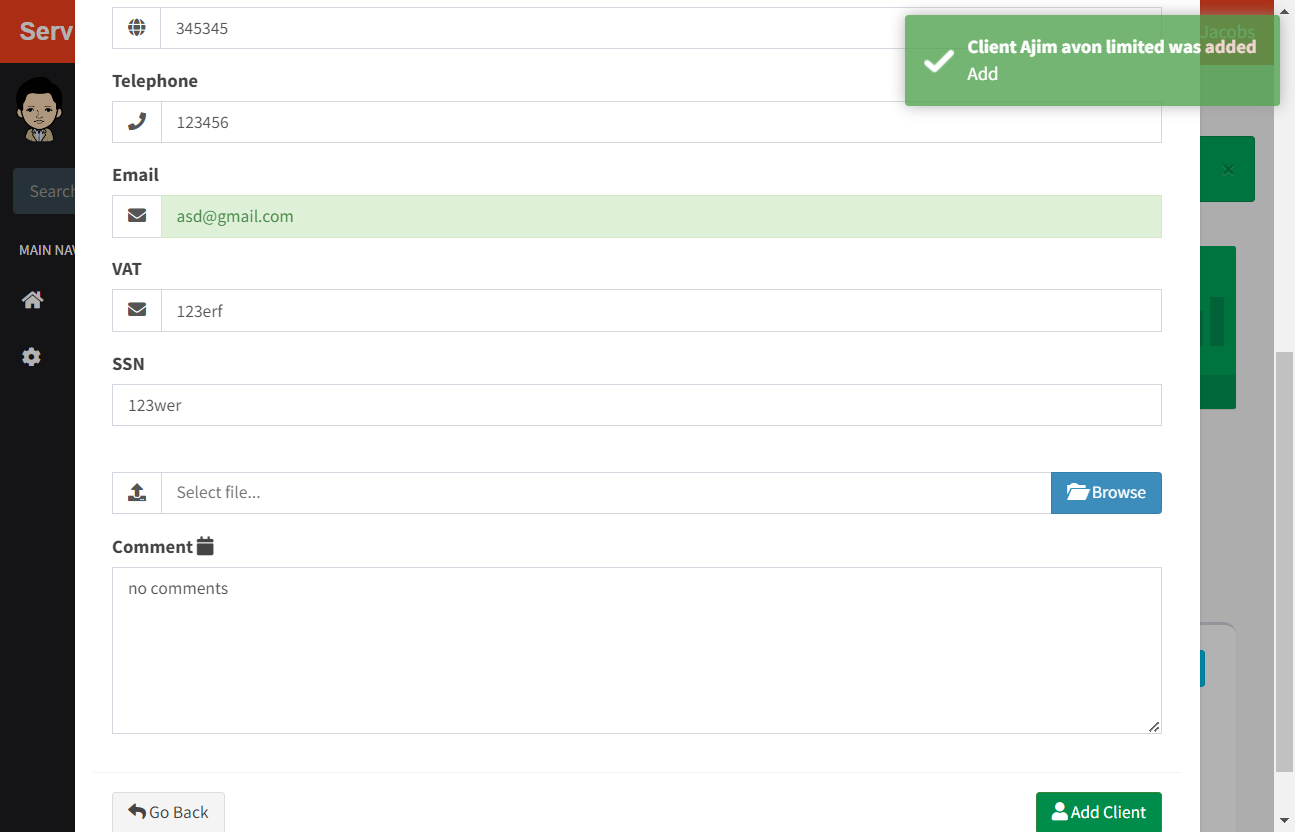 Serv
345345
Jacobs
Client Ajim avon limited was added
Add
Telephone
123456
Email
asd@gmail.com
Search
VAT
MAIN NAV
123erf
SSN
123wer
Select file...
Browse
Comment
no comments
Go Back
Add Client